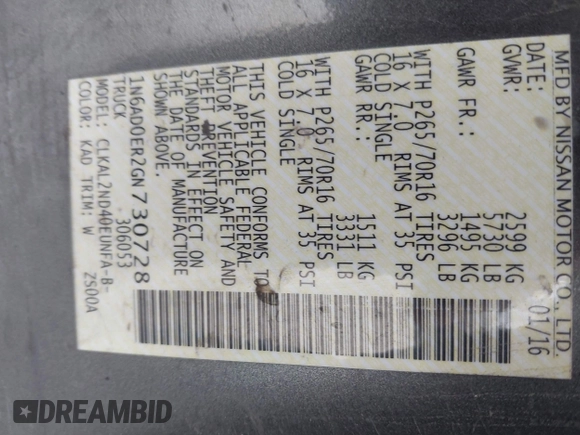 MFD BY NISSAN MOTOR CO., LTD.
DATE: 01/16
GVWR: 2599 KG
5730 LB
GAWR FR.: 1495 KG
3296 LB
WITH P265/70R16 TIRES
16 X 7.0 RIMS AT 35 PSI
COLD SINGLE
GAWR RR.: 1511 KG
3331 LB
WITH P265/70R16 TIRES
16 X 7.0 RIMS AT 35 PSI
COLD SINGLE
THIS VEHICLE CONFORMS TO
ALL APPLICABLE FEDERAL
MOTOR VEHICLE SAFETY AND
THEFT PREVENTION
STANDARDS IN EFFECT ON
THE DATE OF MANUFACTURE
SHOWN ABOVE.
1N6AD0ER2GN730728
TRUCK 306053
MODEL: CLKAL2ND40EUNFA-B-
COLOR: KAD TRIM: W ZS00A
DREAMBID